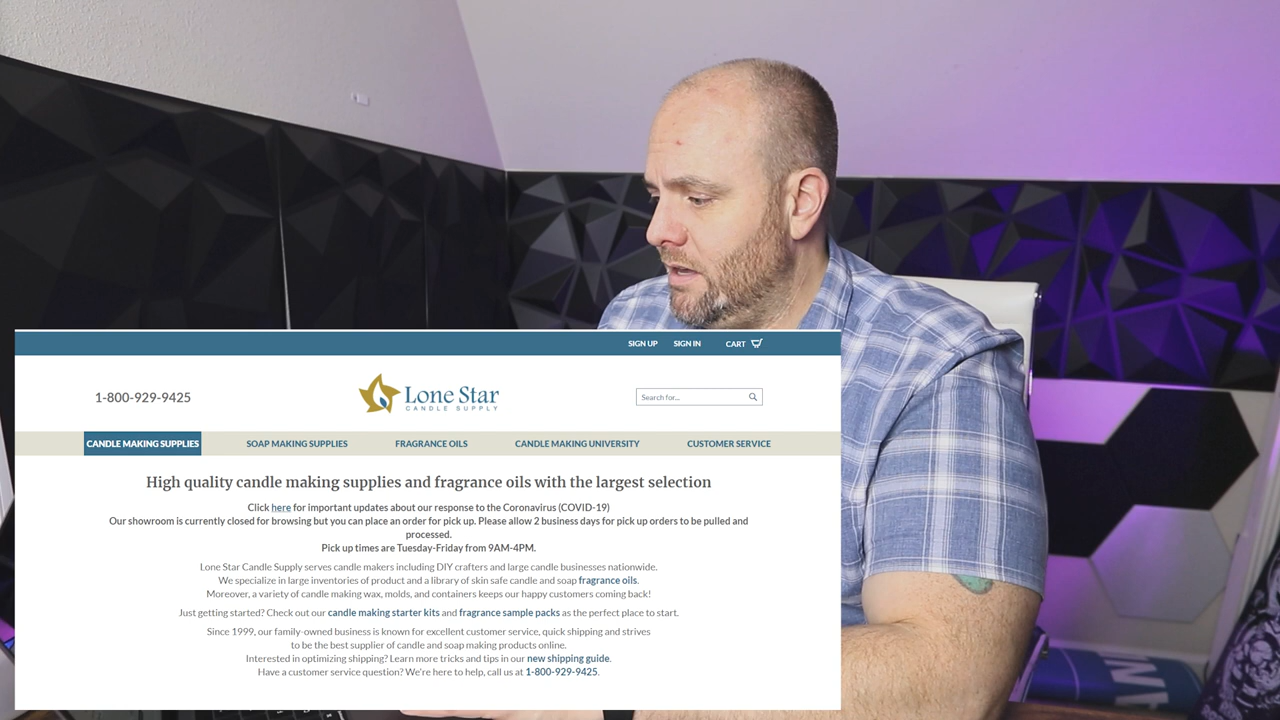 SIGN UP SIGN IN CART
1-800-929-9425
Lone Star
CANDLE SUPPLY
Search for...
CANDLE MAKING SUPPLIES SOAP MAKING SUPPLIES FRAGRANCE OILS CANDLE MAKING UNIVERSITY CUSTOMER SERVICE
High quality candle making supplies and fragrance oils with the largest selection
Click here for important updates about our response to the Coronavirus (COVID-19)
Our showroom is currently closed for browsing but you can place an order for pick up. Please allow 2 business days for pick up orders to be pulled and
processed.
Pick up times are Tuesday-Friday from 9AM-4PM.
Lone Star Candle Supply serves candle makers including DIY crafters and large candle businesses nationwide.
We specialize in large inventories of product and a library of skin safe candle and soap fragrance oils.
Moreover, a variety of candle making wax, molds, and containers keeps our happy customers coming back!
Just getting started? Check out our candle making starter kits and fragrance sample packs as the perfect place to start.
Since 1999, our family-owned business is known for excellent customer service, quick shipping and strives
to be the best supplier of candle and soap making products online.
Interested in optimizing shipping? Learn more tricks and tips in our new shipping guide.
Have a customer service question? We're here to help, call us at 1-800-929-9425.